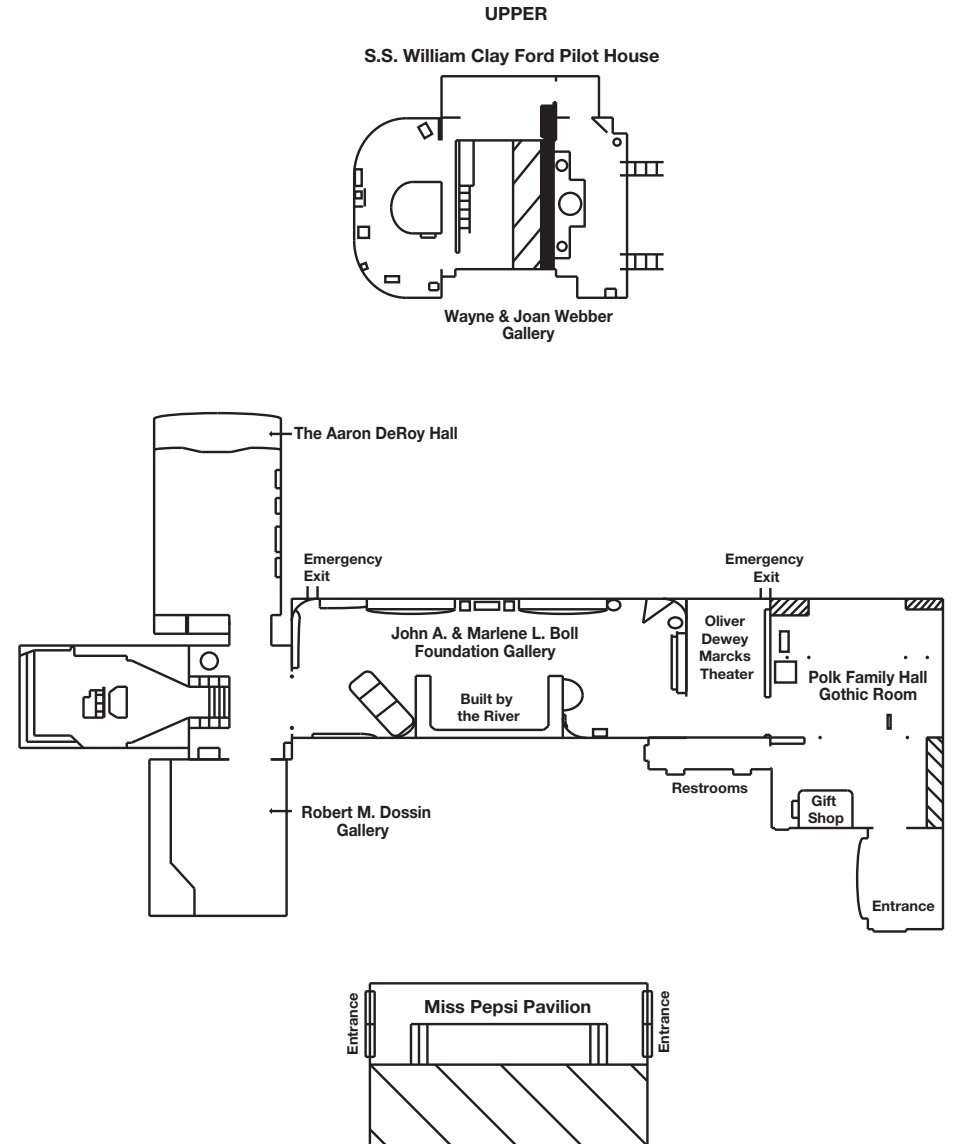 UPPER
S.S. William Clay Ford Pilot House
Wayne & Joan Webber
Gallery
The Aaron DeRoy Hall
Emergency
Exit
Emergency
Exit
John A. & Marlene L. Boll
Foundation Gallery
Oliver
Dewey
Marcks
Theater
Polk Family Hall
Gothic Room
Built by
the River
Restrooms
Gift
Shop
Robert M. Dossin
Gallery
Entrance
Miss Pepsi Pavilion
Entrance
Entrance